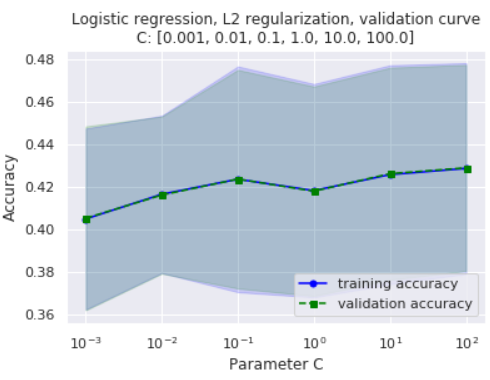 Logistic regression, L2 regularization, validation curve
C: [0.001, 0.01, 0.1, 1.0, 10.0, 100.0]
0.48
0.46
0.44
0.42
0.40
0.38
0.36
Accuracy
training accuracy
validation accuracy
10⁻³ 10⁻² 10⁻¹ 10⁰ 10¹ 10²
Parameter C